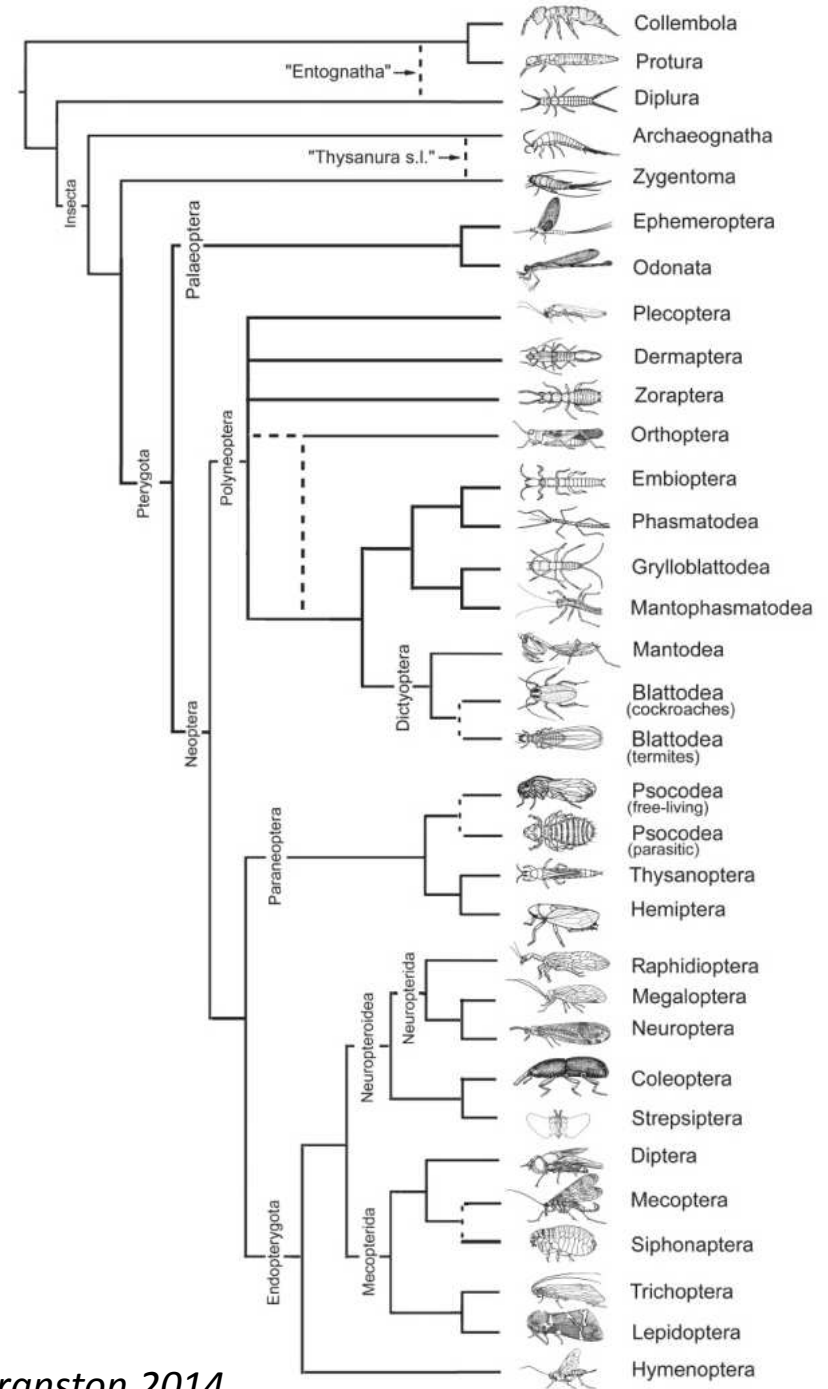 Collembola
"Entognatha"
Protura
Diplura
Archaeognatha
"Thysanura s.l."
Zygentoma
Insecta
Ephemeroptera
Palaeoptera
Odonata
Plecoptera
Dermaptera
Zoraptera
Orthoptera
Polyneoptera
Pterygota
Embioptera
Phasmatodea
Grylloblattodea
Mantophasmatodea
Mantodea
Dictyoptera
Blattodea
(cockroaches)
Blattodea
(termites)
Neoptera
Psocodea
(free-living)
Psocodea
(parasitic)
Paraneoptera
Thysanoptera
Hemiptera
Raphidioptera
Neuropterida
Megaloptera
Neuroptera
Neuropteroidea
Coleoptera
Strepsiptera
Diptera
Mecoptera
Siphonaptera
Endopterygota
Mecopterida
Trichoptera
Lepidoptera
Hymenoptera
2014